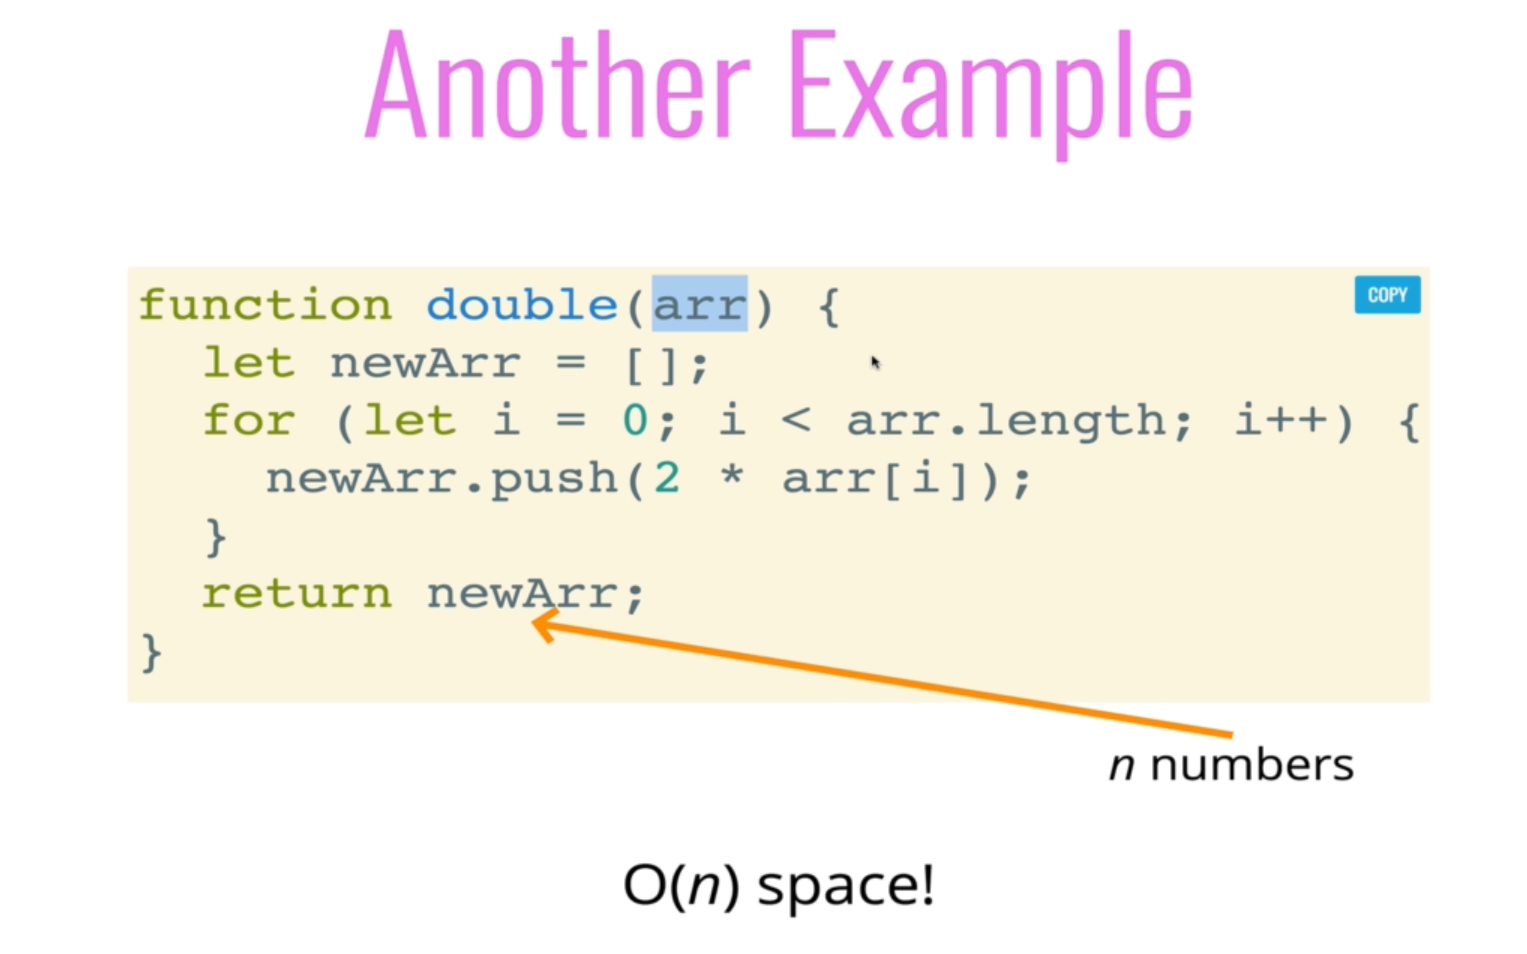 Another Example
function double(arr) {
COPY
  let newArr = [];
  for (let i = 0; i < arr.length; i++) {
    newArr.push(2 * arr[i]);
  }
  return newArr;
}
n numbers
O(n) space!